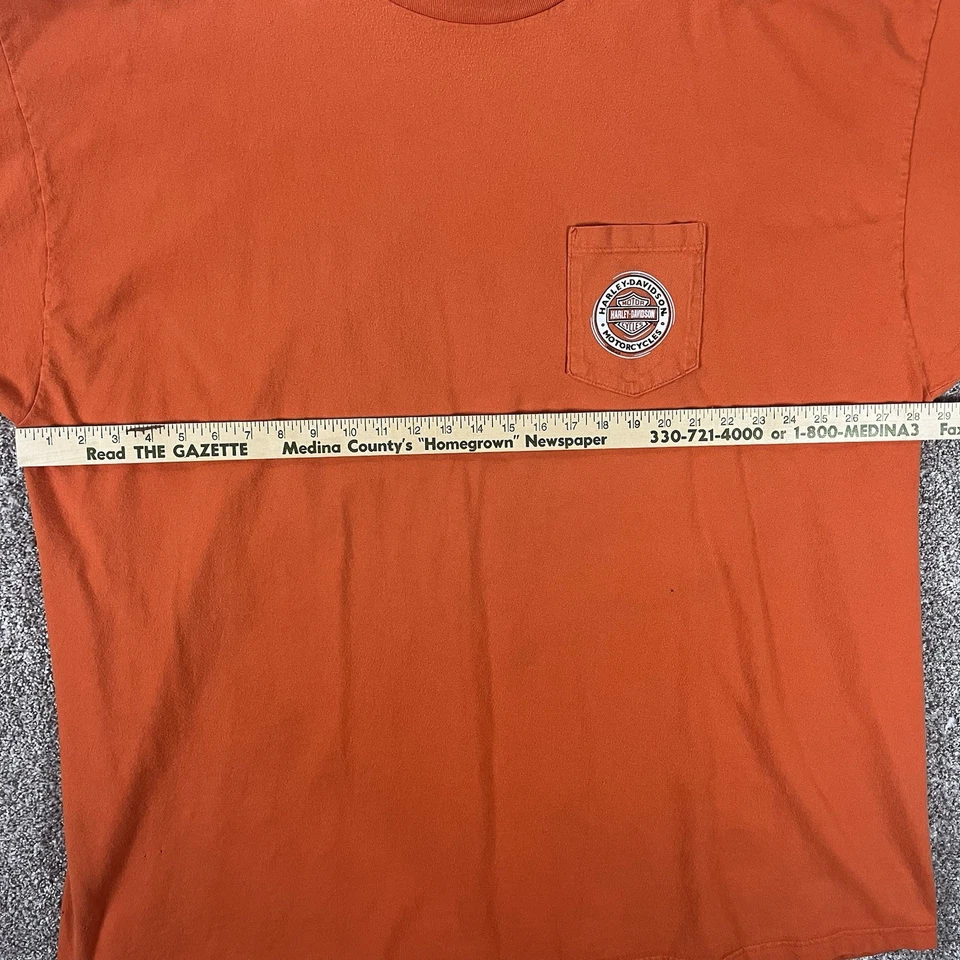 HARLEY-DAVIDSON
MOTOR
HARLEY-DAVIDSON
CYCLES
MOTORCYCLES
1 2 3 4 5 6 7 8 9 10 11 12 13 14 15 16 17 18 19 20 21 22 23 24 25 26 27 28 29
Read THE GAZETTE Medina County's "Homegrown" Newspaper 330-721-4000 or 1-800-MEDINA3 Fax